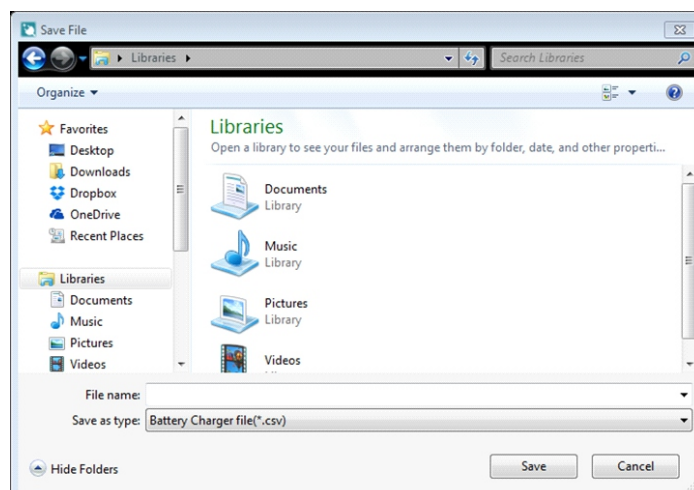 Save File
Libraries
Search Libraries
Organize
Favorites
Desktop
Downloads
Dropbox
OneDrive
Recent Places
Libraries
Documents
Music
Pictures
Videos
Libraries
Open a library to see your files and arrange them by folder, date, and other properti...
Documents
Library
Music
Library
Pictures
Library
Videos
File name:
Save as type: Battery Charger file(*.csv)
Hide Folders
Save
Cancel